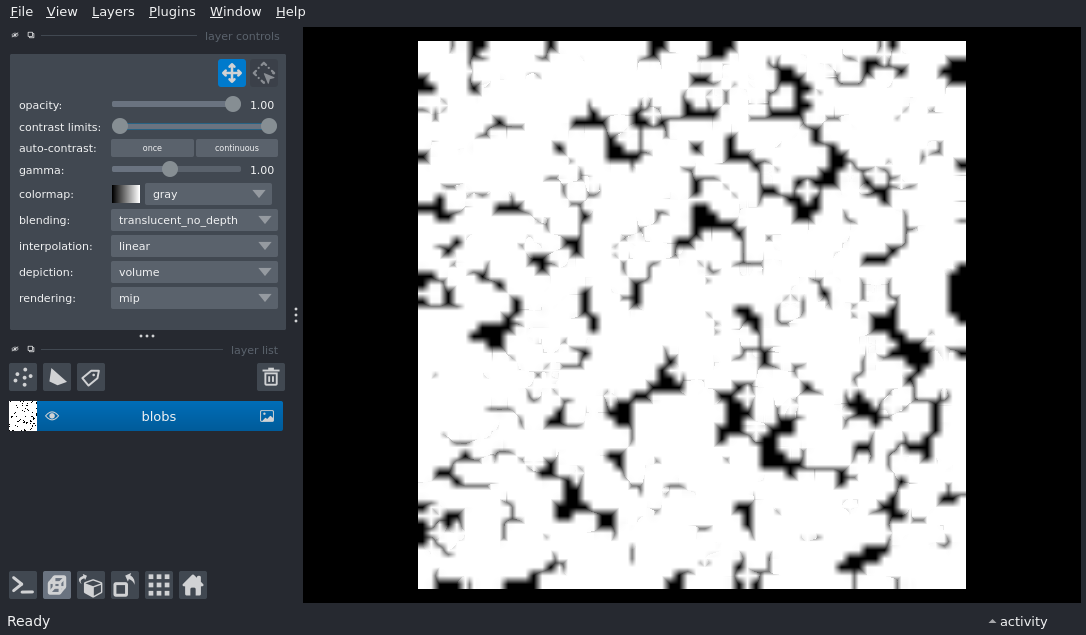 File View Layers Plugins Window Help
layer controls
opacity: 1.00
contrast limits:
auto-contrast: once continuous
gamma: 1.00
colormap: gray
blending: translucent_no_depth
interpolation: linear
depiction: volume
rendering: mip
layer list
blobs
Ready activity